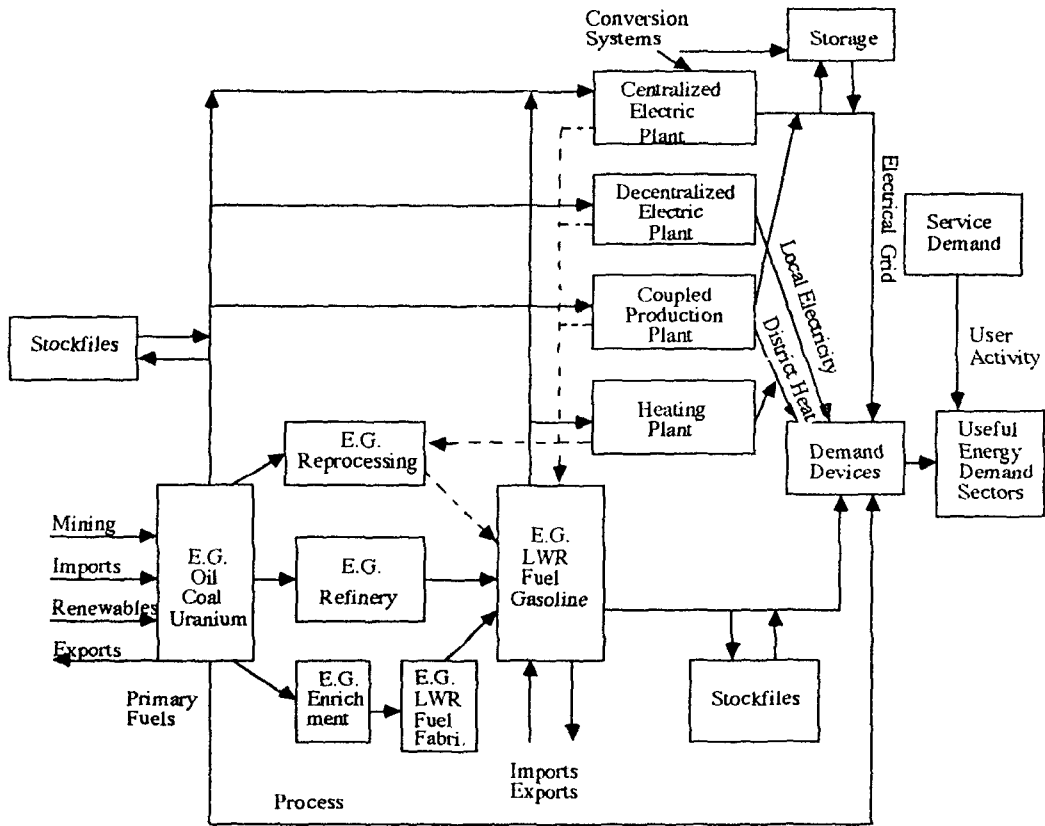 Conversion
Systems
Storage
Centralized
Electric
Plant
Decentralized
Electric
Plant
Electrical Grid
Service
Demand
Local Electricity
Coupled
Production
Plant
District Heat
Stockfiles
User
Activity
Heating
Plant
E.G.
Reprocessing
Demand
Devices
Useful
Energy
Demand
Sectors
Mining
Imports
Renewables
Exports
E.G.
Oil
Coal
Uranium
E.G.
Refinery
E.G.
LWR
Fuel
Gasoline
Primary
Fuels
E.G.
Enrich
ment
E.G.
LWR
Fuel
Fabri.
Stockfiles
Imports
Exports
Process